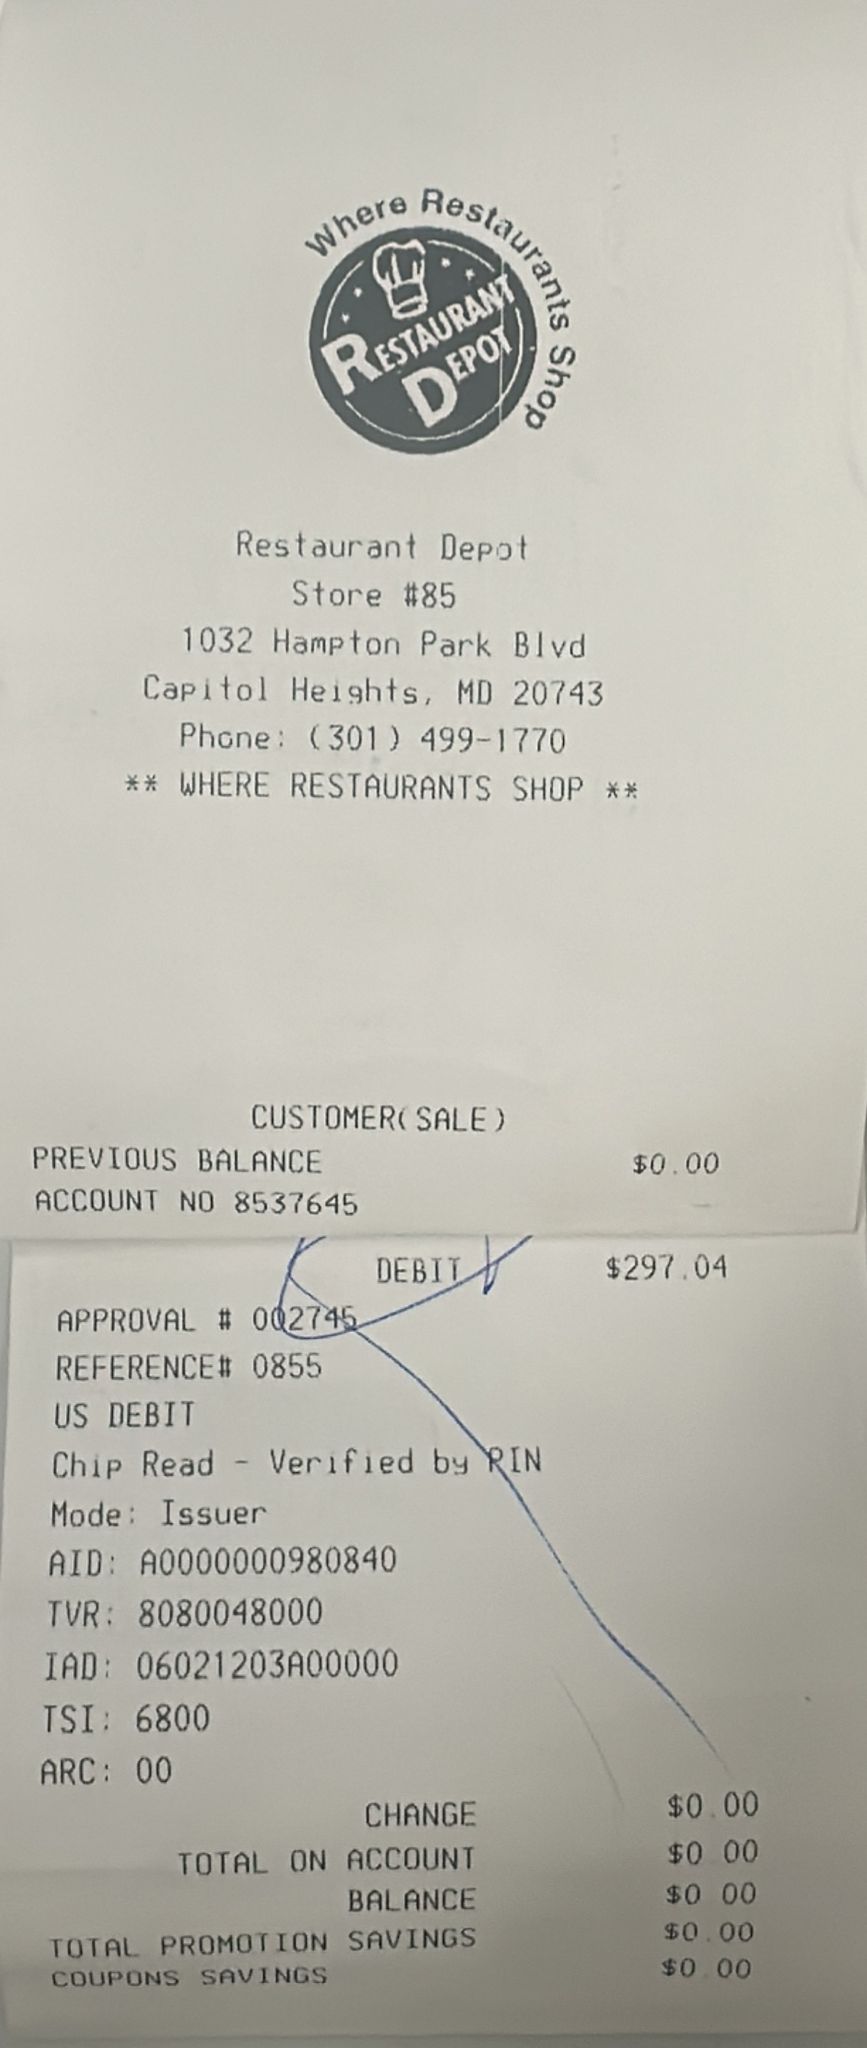 Where Restaurants Shop
RESTAURANT
DEPOT
Restaurant Depot
Store #85
1032 Hampton Park Blvd
Capitol Heights, MD 20743
Phone: (301) 499-1770
** WHERE RESTAURANTS SHOP **
CUSTOMER(SALE)
PREVIOUS BALANCE $0.00
ACCOUNT NO 8537645
DEBIT $297.04
APPROVAL # 002745
REFERENCE# 0855
US DEBIT
Chip Read - Verified by PIN
Mode: Issuer
AID: A0000000980840
TVR: 8080048000
IAD: 06021203A00000
TSI: 6800
ARC: 00
CHANGE $0.00
TOTAL ON ACCOUNT $0 00
BALANCE $0 00
TOTAL PROMOTION SAVINGS $0.00
COUPONS SAVINGS $0.00